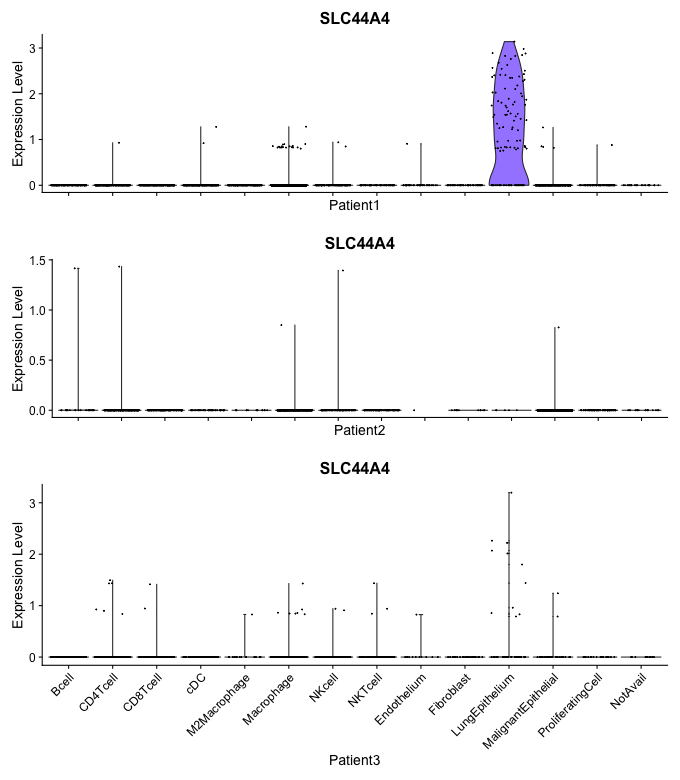 SLC44A4
Expression Level
3
2
1
0
Patient1
SLC44A4
Expression Level
1.5
1.0
0.5
0.0
Patient2
SLC44A4
Expression Level
3
2
1
0
Bcell
CD4Tcell
CD8Tcell
cDC
M2Macrophage
Macrophage
NKcell
NKTcell
Endothelium
Fibroblast
LungEpithelium
MalignantEpithelial
ProliferatingCell
NotAvail
Patient3